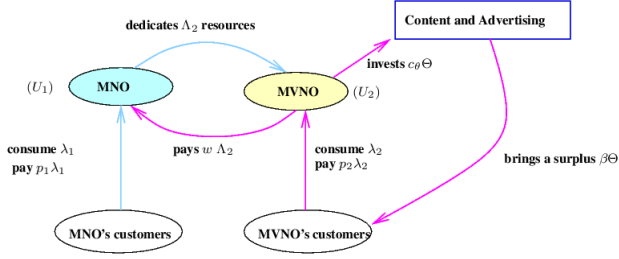 Content and Advertising
dedicates Λ₂ resources
invests c_θΘ
(U₁)
MNO
MVNO
(U₂)
consume λ₁
pay p₁λ₁
pays w Λ₂
consume λ₂
pay p₂λ₂
brings a surplus βΘ
MNO's customers
MVNO's customers